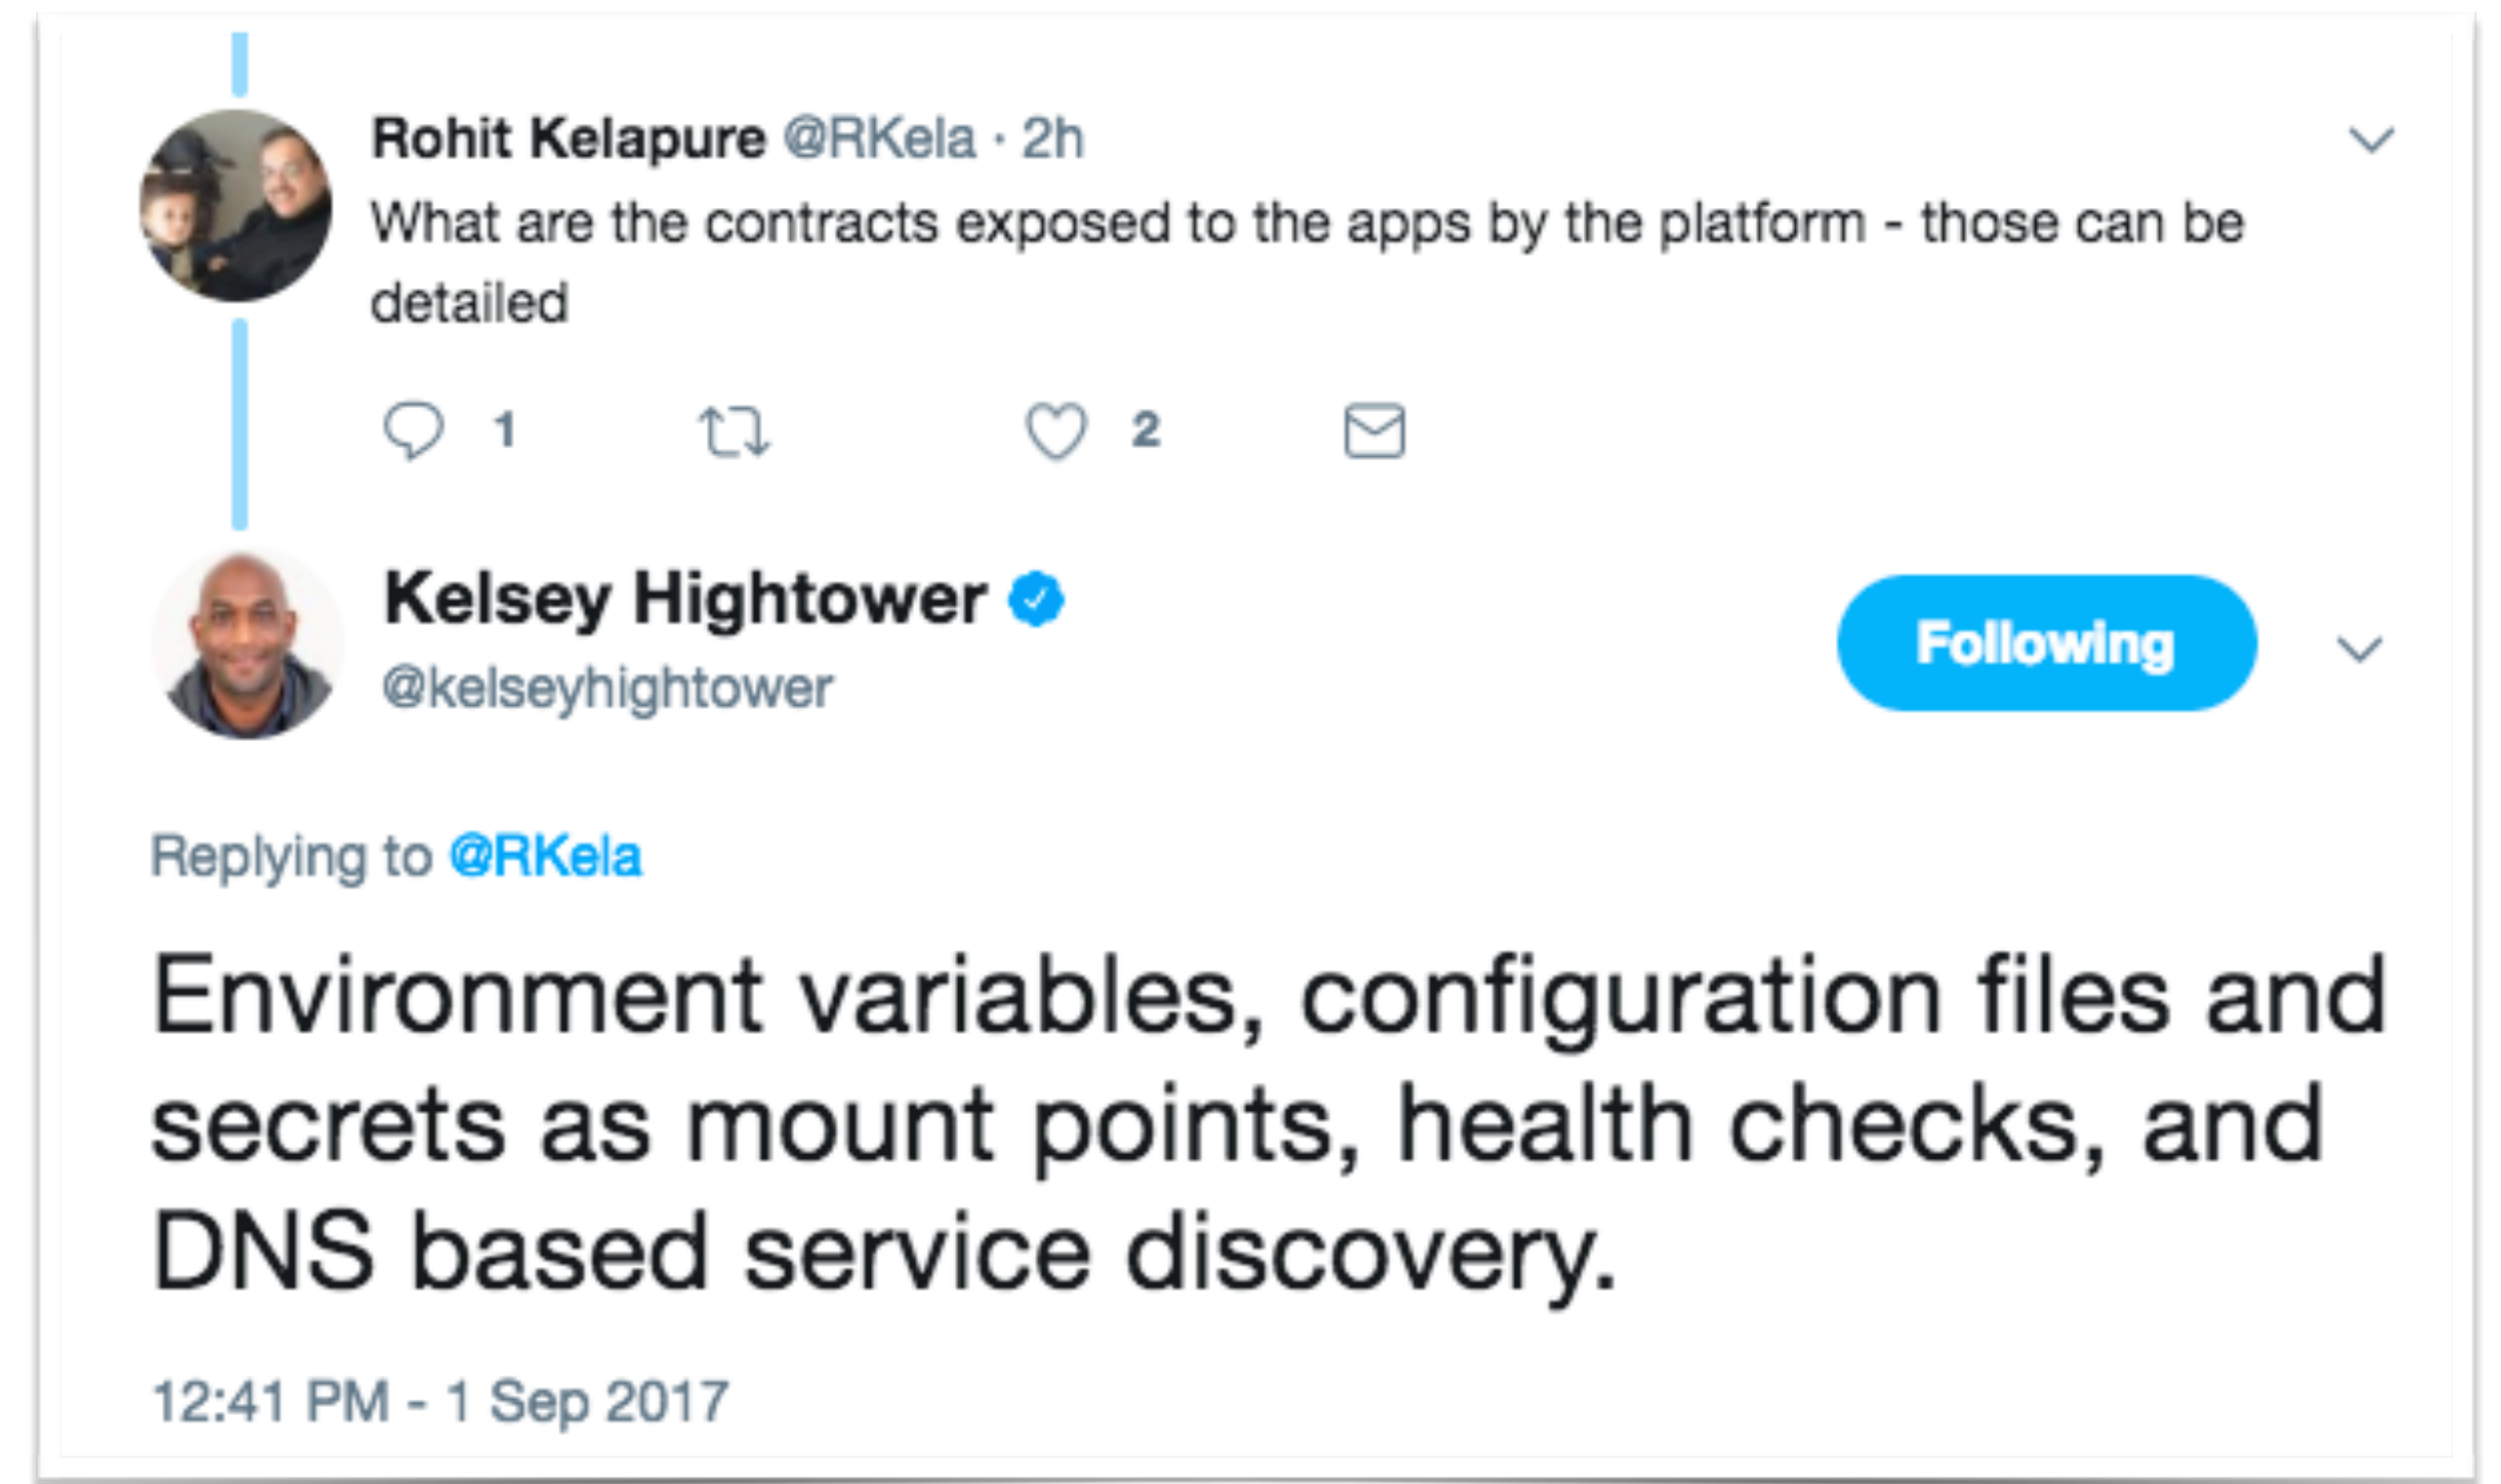 Rohit Kelapure @RKela · 2h
What are the contracts exposed to the apps by the platform - those can be
detailed
1 2
Kelsey Hightower
@kelseyhightower
Following
Replying to @RKela
Environment variables, configuration files and
secrets as mount points, health checks, and
DNS based service discovery.
12:41 PM - 1 Sep 2017